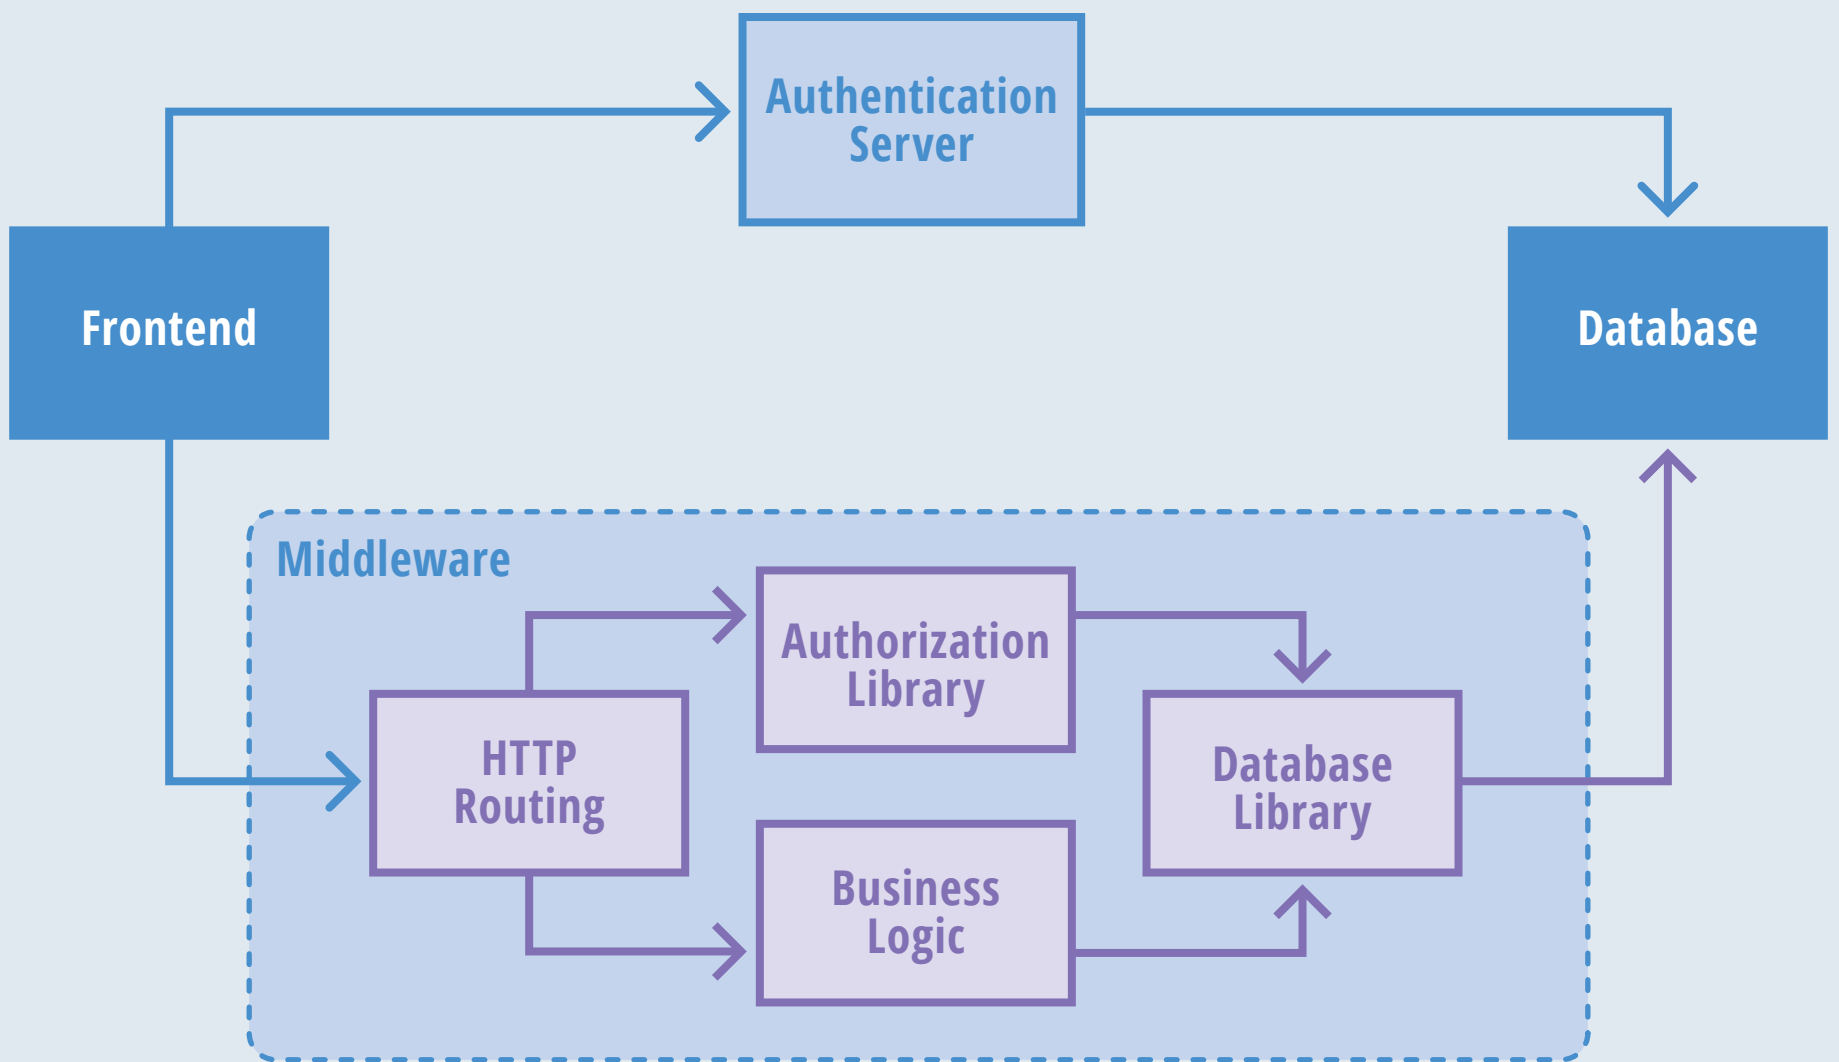 Authentication
Server
Frontend
Database
Middleware
Authorization
Library
HTTP
Routing
Database
Library
Business
Logic